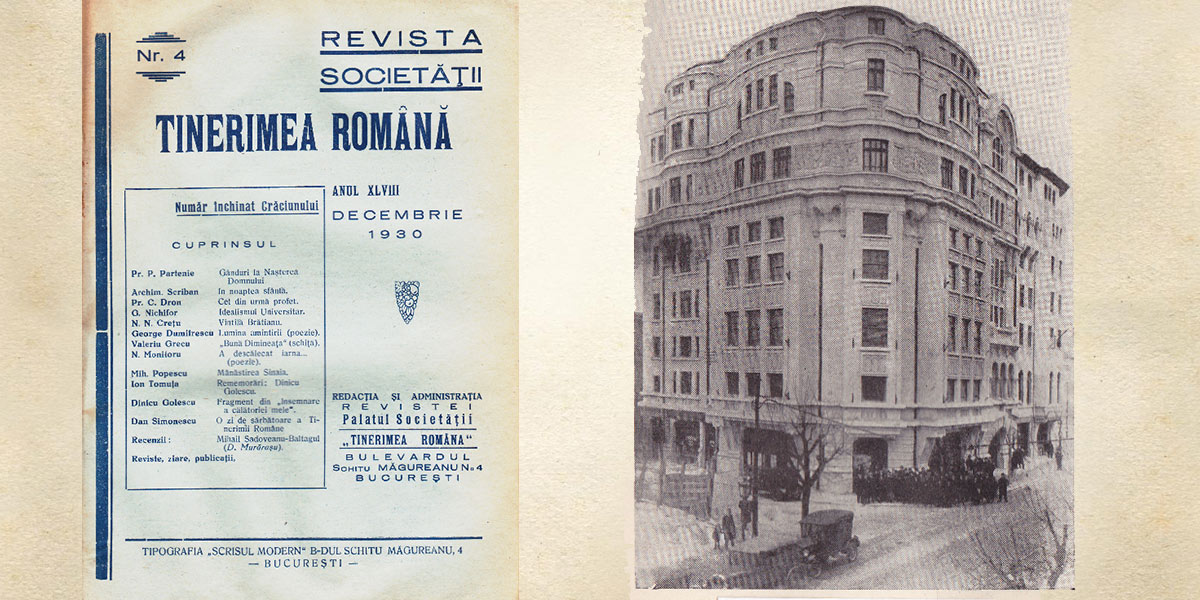 Nr. 4
REVISTA
SOCIETĂŢII
TINERIMEA ROMÂNĂ
ANUL XLVIII
DECEMBRIE
1930
Număr închinat Crăciunului
CUPRINSUL
Pr. P. Partenie Gânduri la Naşterea
Domnului
Archim. Scriban In noaptea sfântă.
Pr. C. Dron Cel din urmă profet.
G. Nichifor Idealismul Universitar.
N. N. Creţu Vintilă Brătianu.
George Dumitrescu Lumina amintirii (poezie).
Valeriu Grecu „Bună Dimineaţa" (schiţă).
N. Moniioru A descălecat iarna...
(poezie).
Mih. Popescu Mânăstirea Sinaia.
Ion Tomuţa Rememorări: Dinicu
Golescu.
Dinicu Golescu Fragment din „Insemnare
a călătoriei mele".
Dan Simonescu O zi de sărbătoare a Ti-
nerimii Române
Recenzii: Mihail Sadoveanu-Baltagul
(D. Murăraşu).
Reviste, ziare, publicaţii.
REDACŢIA ŞI ADMINISTRAŢIA
REVISTEI
Palatul Societăţii
„TINERIMEA ROMÂNA"
BULEVARDUL
SCHITU MĂGUREANU No 4
BUCUREŞTI
TIPOGRAFIA „SCRISUL MODERN" B-DUL SCHITU MĂGUREANU, 4
— BUCUREŞTI —